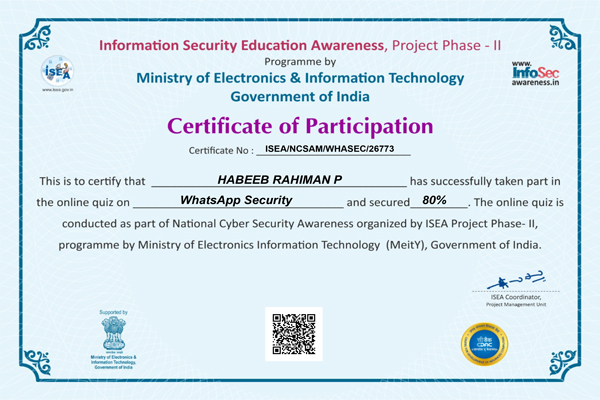 Information Security Education Awareness, Project Phase - II
Programme by
Ministry of Electronics & Information Technology
Government of India
ISEA
www.isea.gov.in
www.
InfoSec
awareness.in
Certificate of Participation
Certificate No : ISEA/NCSAM/WHASEC/26773
This is to certify that HABEEB RAHIMAN P has successfully taken part in
the online quiz on WhatsApp Security and secured 80%. The online quiz is
conducted as part of National Cyber Security Awareness organized by ISEA Project Phase- II,
programme by Ministry of Electronics Information Technology (MeitY), Government of India.
ISEA Coordinator,
Project Management Unit
Supported by
Ministry of Electronics &
Information Technology,
Government of India
सी डैक
CDAC